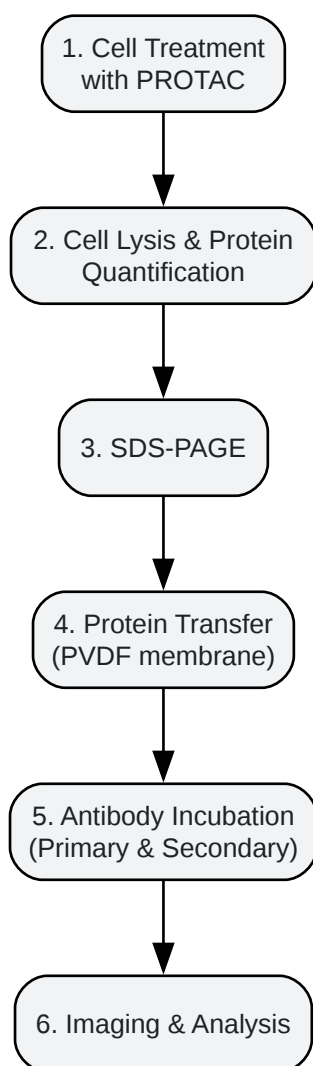 1. Cell Treatment
with PROTAC
2. Cell Lysis & Protein
Quantification
3. SDS-PAGE
4. Protein Transfer
(PVDF membrane)
5. Antibody Incubation
(Primary & Secondary)
6. Imaging & Analysis